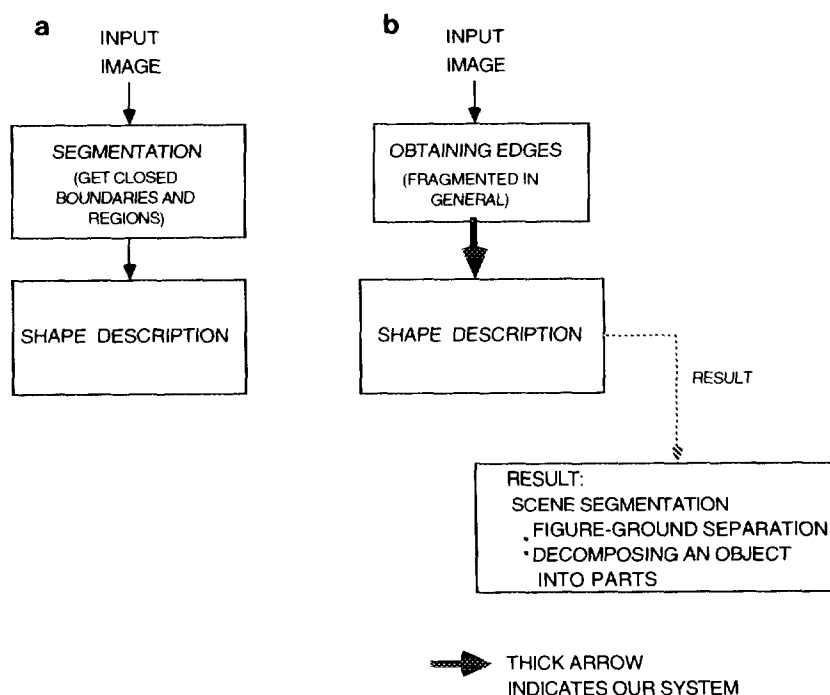 a
INPUT
IMAGE
SEGMENTATION
(GET CLOSED
BOUNDARIES AND
REGIONS)
SHAPE DESCRIPTION
b
INPUT
IMAGE
OBTAINING EDGES
(FRAGMENTED IN
GENERAL)
SHAPE DESCRIPTION
RESULT
RESULT:
SCENE SEGMENTATION
. FIGURE-GROUND SEPARATION
. DECOMPOSING AN OBJECT
INTO PARTS
THICK ARROW
INDICATES OUR SYSTEM